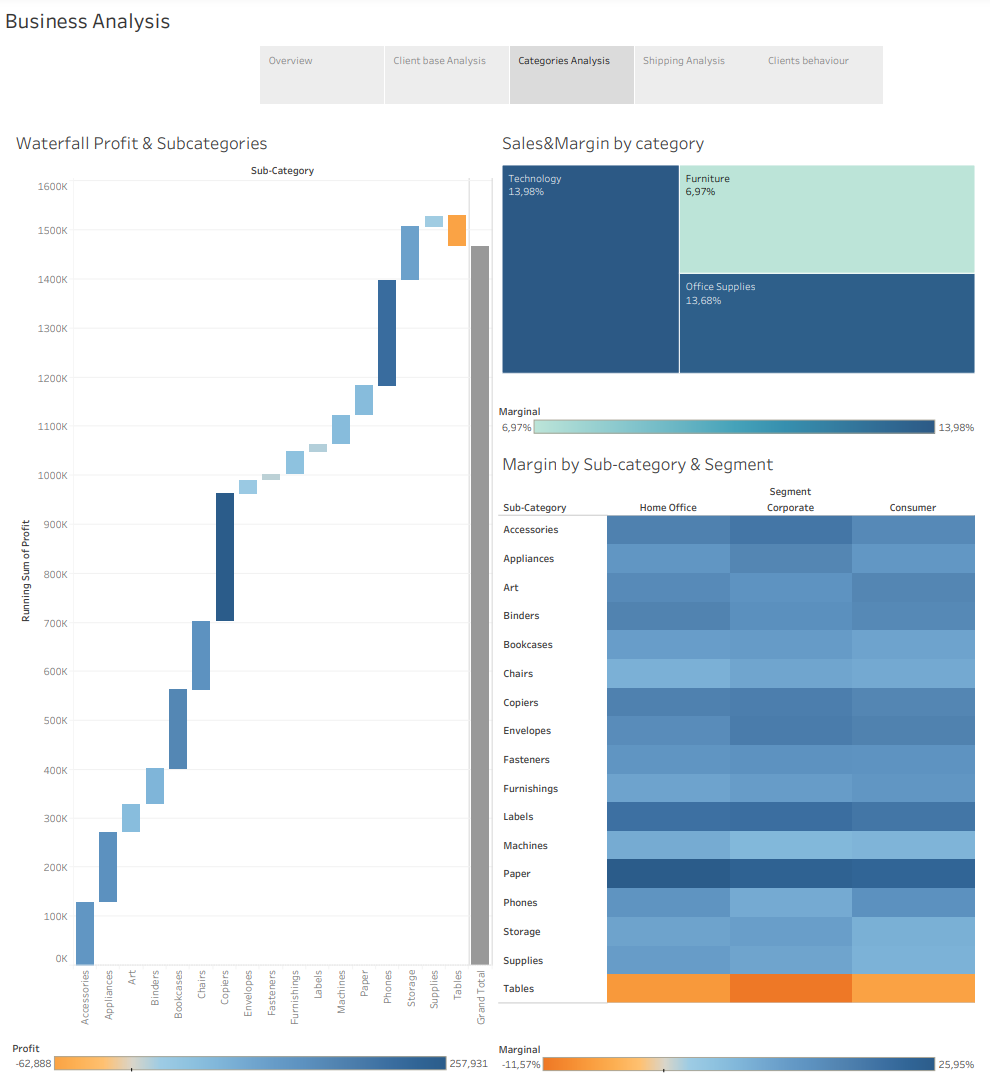 Business Analysis
Overview
Client base Analysis
Categories Analysis
Shipping Analysis
Clients behaviour
Waterfall Profit & Subcategories
Sub-Category
Running Sum of Profit
1600K
1500K
1400K
1300K
1200K
1100K
1000K
900K
800K
700K
600K
500K
400K
300K
200K
100K
0K
Accessories
Appliances
Art
Binders
Bookcases
Chairs
Copiers
Envelopes
Fasteners
Furnishings
Labels
Machines
Paper
Phones
Storage
Supplies
Tables
Grand Total
Profit
-62,888
257,931
Sales&Margin by category
Technology
13,98%
Furniture
6,97%
Office Supplies
13,68%
Marginal
6,97%
13,98%
Margin by Sub-category & Segment
Segment
Sub-Category
Home Office
Corporate
Consumer
Accessories
Appliances
Art
Binders
Bookcases
Chairs
Copiers
Envelopes
Fasteners
Furnishings
Labels
Machines
Paper
Phones
Storage
Supplies
Tables
Marginal
-11,57%
25,95%